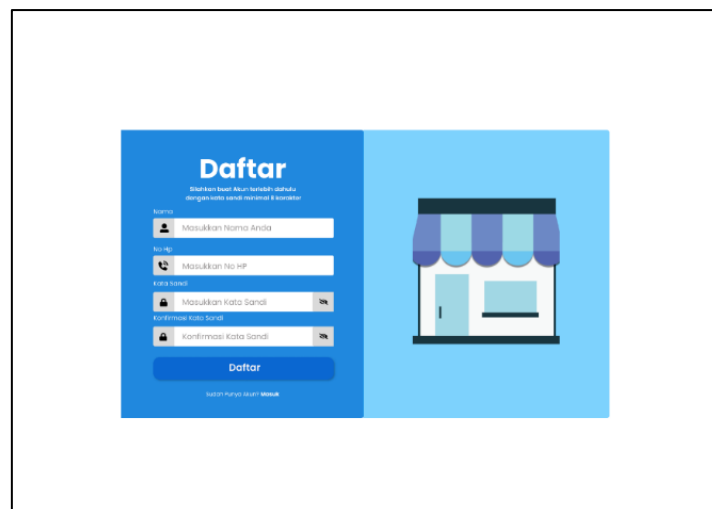 Daftar
Silahkan buat Akun terlebih dahulu
dengan kata sandi minimal 8 karakter
Nama
Masukkan Nama Anda
No Hp
Masukkan No HP
Kata Sandi
Masukkan Kata Sandi
Konfirmasi Kata Sandi
Konfirmasi Kata Sandi
Daftar
Sudah Punya akun? Masuk